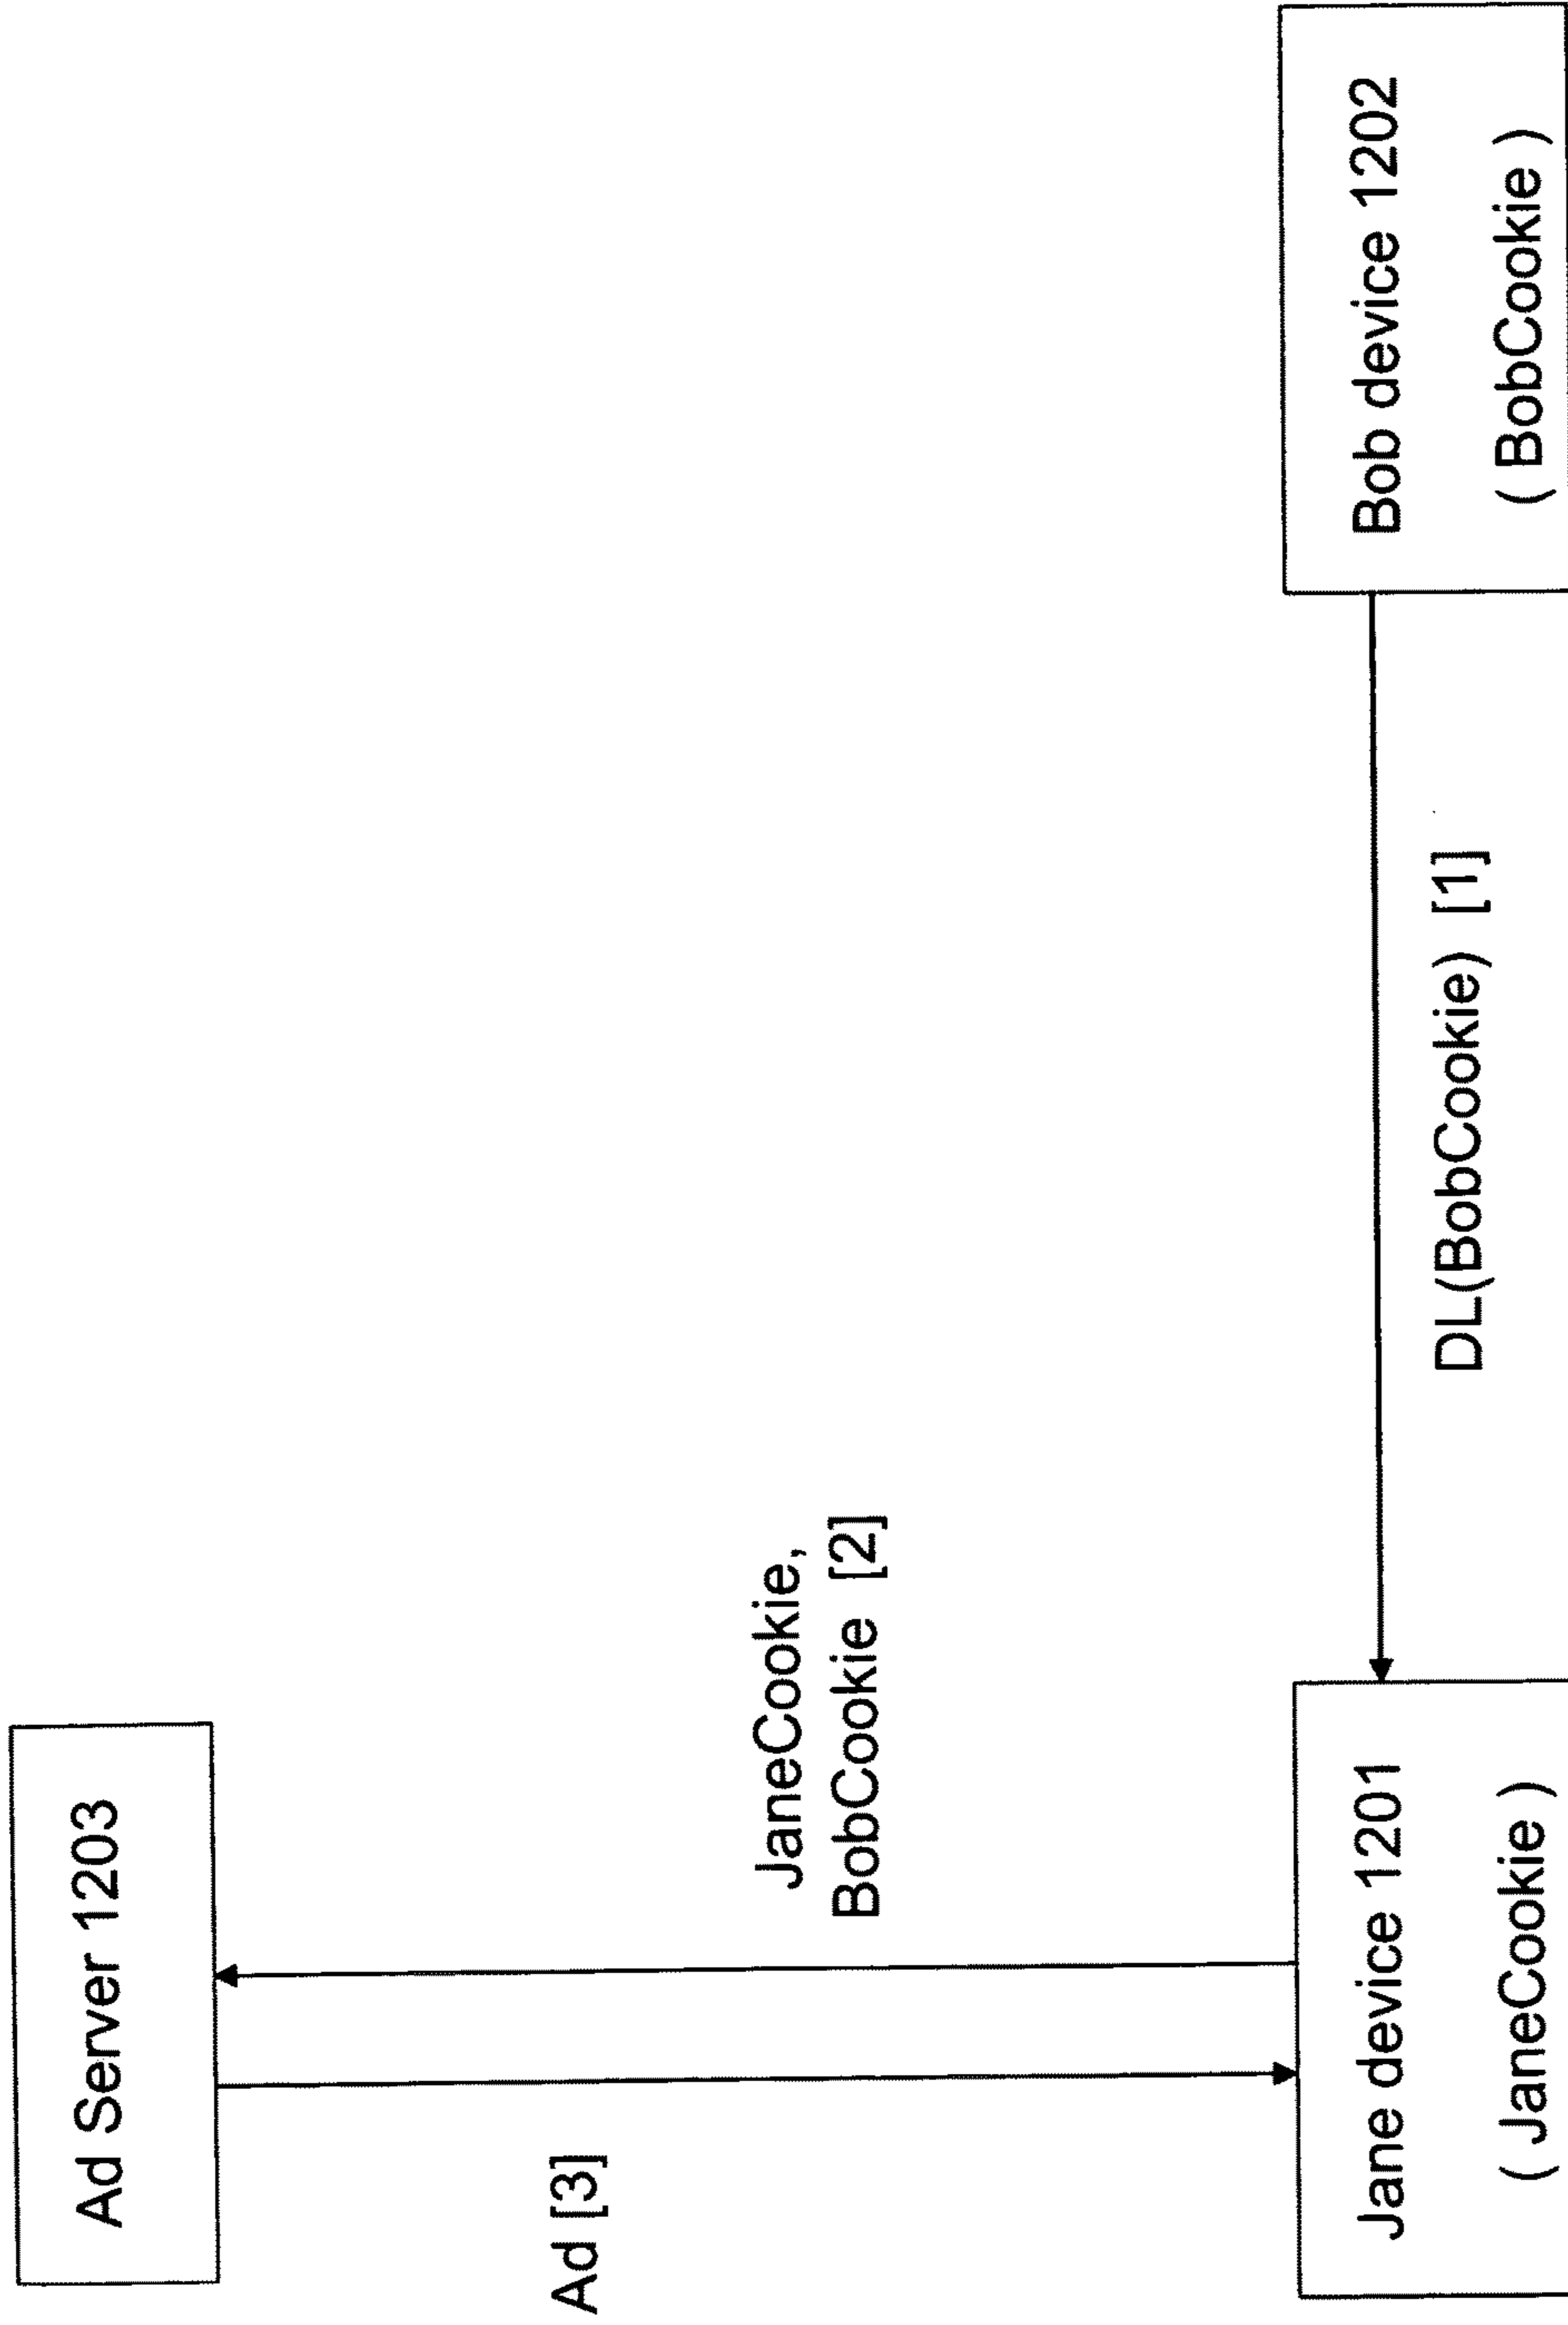 Ad Server 1203
Ad [3]
JaneCookie,
BobCookie [2]
Jane device 1201
( JaneCookie )
DL(BobCookie) [1]
Bob device 1202
( BobCookie )